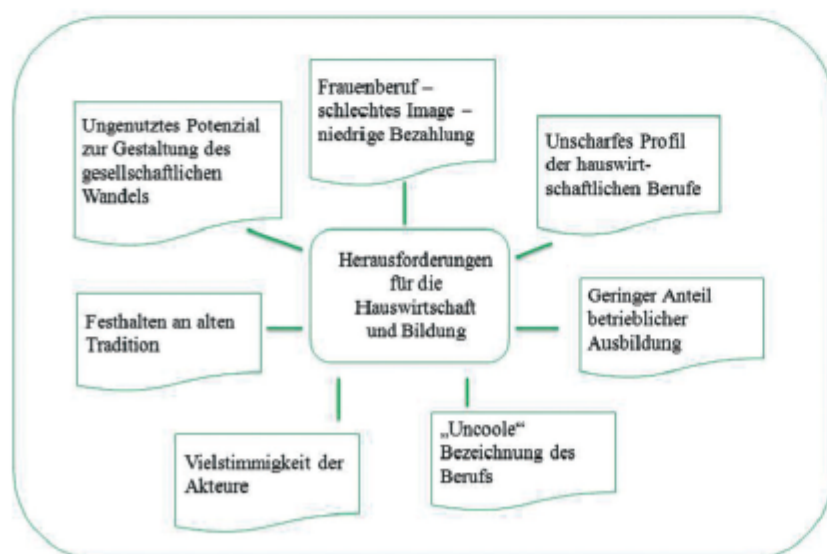 Frauenberuf –
schlechtes Image –
niedrige Bezahlung
Ungenutztes Potenzial
zur Gestaltung des
gesellschaftlichen
Wandels
Unscharfes Profil
der hauswirt-
schaftlichen Berufe
Herausforderungen
für die
Hauswirtschaft
und Bildung
Festhalten an alten
Tradition
Geringer Anteil
betrieblicher
Ausbildung
Vielstimmigkeit der
Akteure
„Uncoole“
Bezeichnung des
Berufs